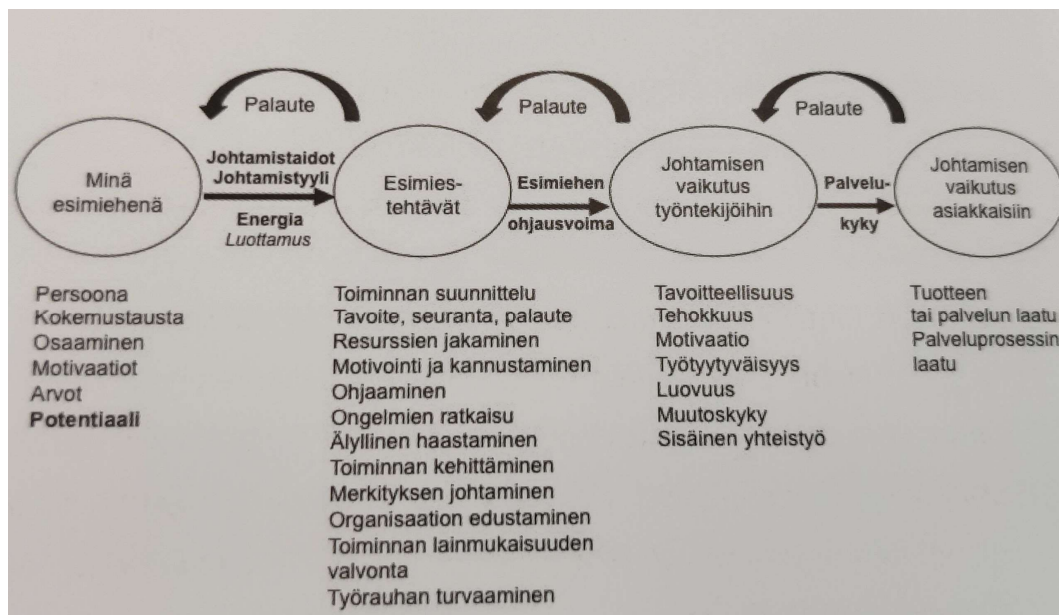 Palaute
Palaute
Palaute
Minä
esimiehenä
Johtamistaidot
Johtamistyyli
Energia
Luottamus
Esimies-
tehtävät
Esimiehen
ohjausvoima
Johtamisen
vaikutus
työntekijöihin
Palvelu-
kyky
Johtamisen
vaikutus
asiakkaisiin
Persoona
Kokemustausta
Osaaminen
Motivaatiot
Arvot
Potentiaali
Toiminnan suunnittelu
Tavoite, seuranta, palaute
Resurssien jakaminen
Motivointi ja kannustaminen
Ohjaaminen
Ongelmien ratkaisu
Älyllinen haastaminen
Toiminnan kehittäminen
Merkityksen johtaminen
Organisaation edustaminen
Toiminnan lainmukaisuuden
valvonta
Työrauhan turvaaminen
Tavoitteellisuus
Tehokkuus
Motivaatio
Työtyytyväisyys
Luovuus
Muutoskyky
Sisäinen yhteistyö
Tuotteen
tai palvelun laatu
Palveluprosessin
laatu